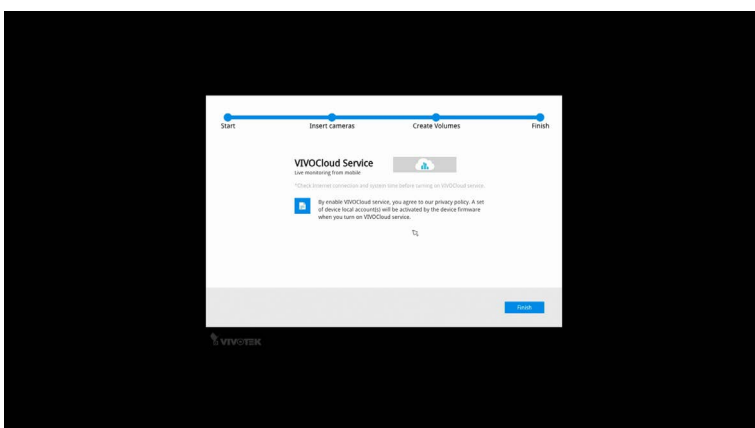 Start Insert cameras Create Volumes Finish
VIVOCloud Service
Live monitoring from mobile
*Check internet connection and system time before turning on VIVOCloud service.
By enable VIVOCloud service, you agree to our privacy policy. A set
of device local account(s) will be activated by the device firmware
when you turn on VIVOCloud service.
Finish
VIVOTEK